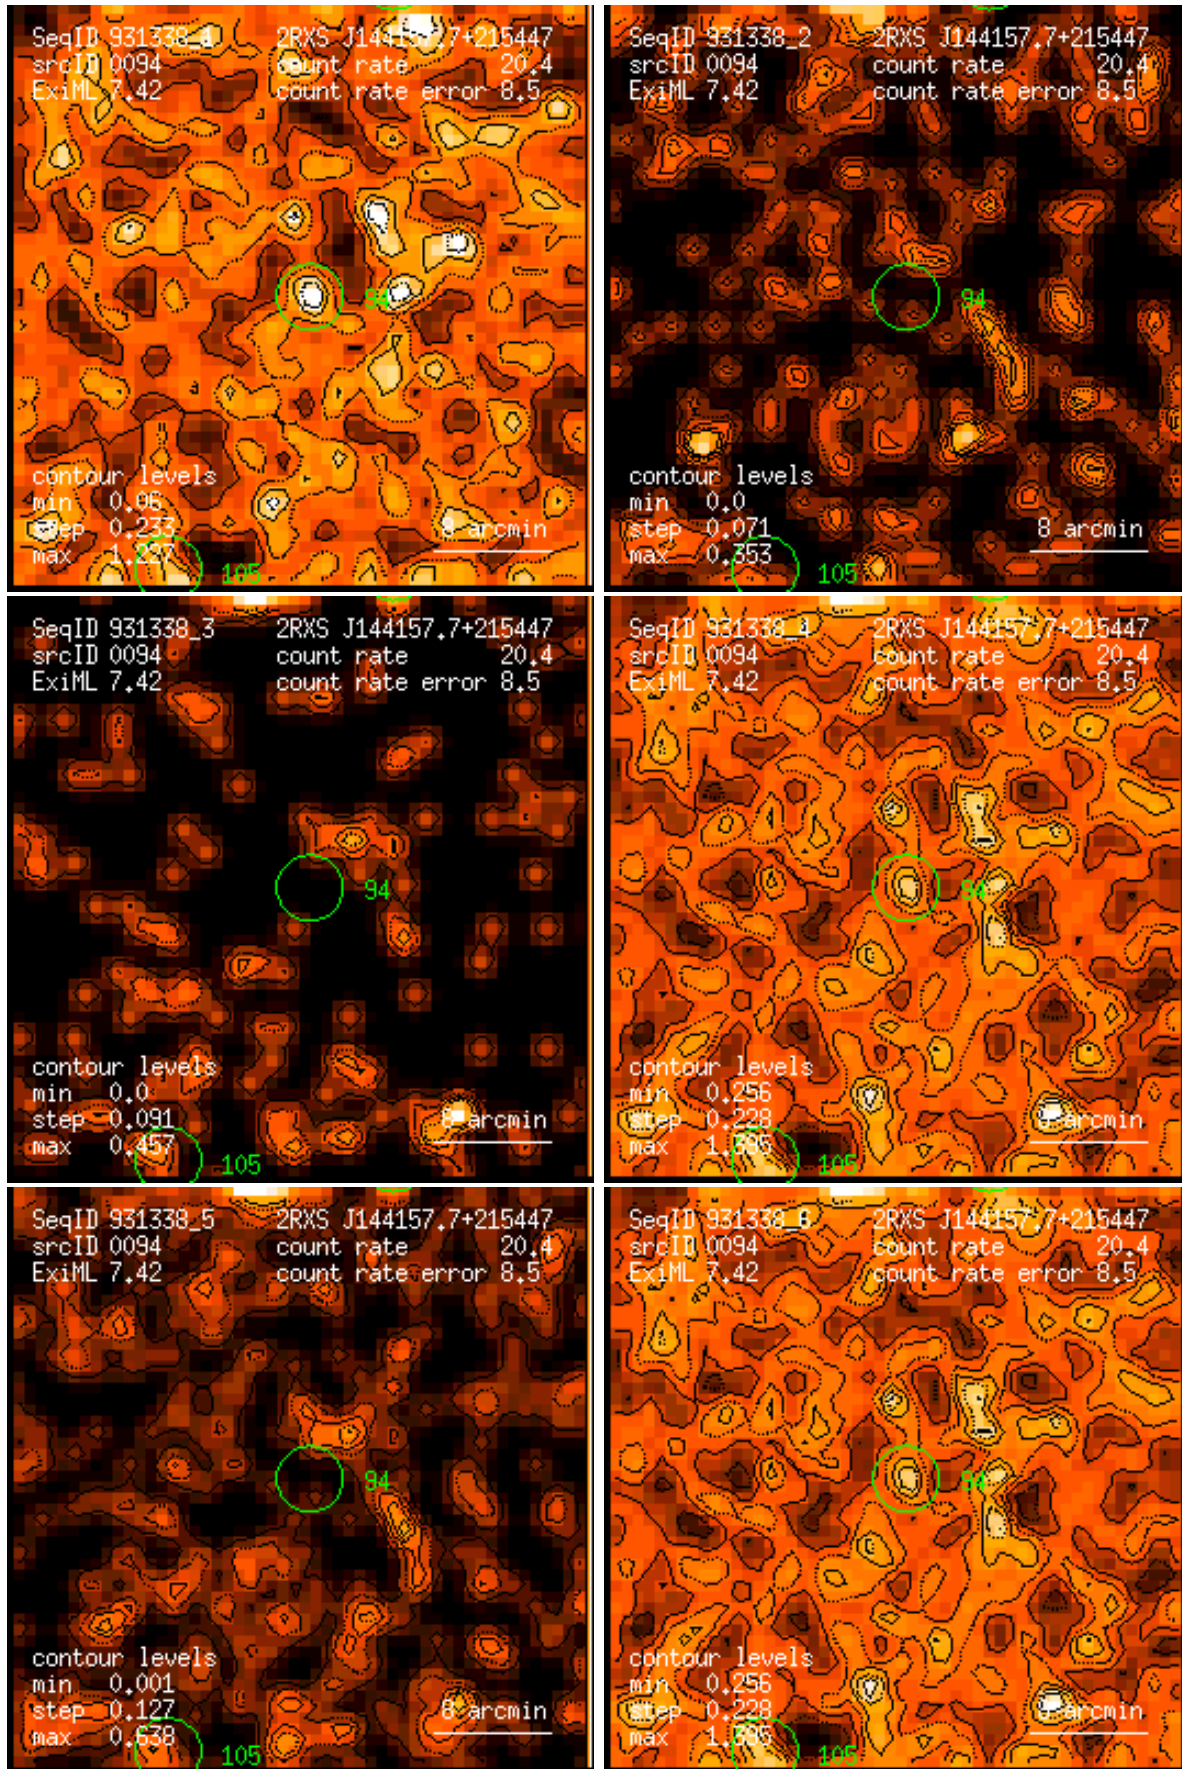 SeqID 931338_1 2RXS J144157.7+215447
srcID 0094 count rate 20.4
ExiML 7.42 count rate error 8.5
94
contour levels
min 0.06
step 0.233 8 arcmin
max 1.227
105
SeqID 931338_2 2RXS J144157.7+215447
srcID 0094 count rate 20.4
ExiML 7.42 count rate error 8.5
94
contour levels
min 0.0
step 0.071 8 arcmin
max 0.353
105
SeqID 931338_3 2RXS J144157.7+215447
srcID 0094 count rate 20.4
ExiML 7.42 count rate error 8.5
94
contour levels
min 0.0
step 0.091 8 arcmin
max 0.457
105
SeqID 931338_4 2RXS J144157.7+215447
srcID 0094 count rate 20.4
ExiML 7.42 count rate error 8.5
94
contour levels
min 0.256
step 0.228 8 arcmin
max 1.395
105
SeqID 931338_5 2RXS J144157.7+215447
srcID 0094 count rate 20.4
ExiML 7.42 count rate error 8.5
94
contour levels
min 0.001
step 0.127 8 arcmin
max 0.638
105
SeqID 931338_6 2RXS J144157.7+215447
srcID 0094 count rate 20.4
ExiML 7.42 count rate error 8.5
94
contour levels
min 0.256
step 0.228 8 arcmin
max 1.395
105